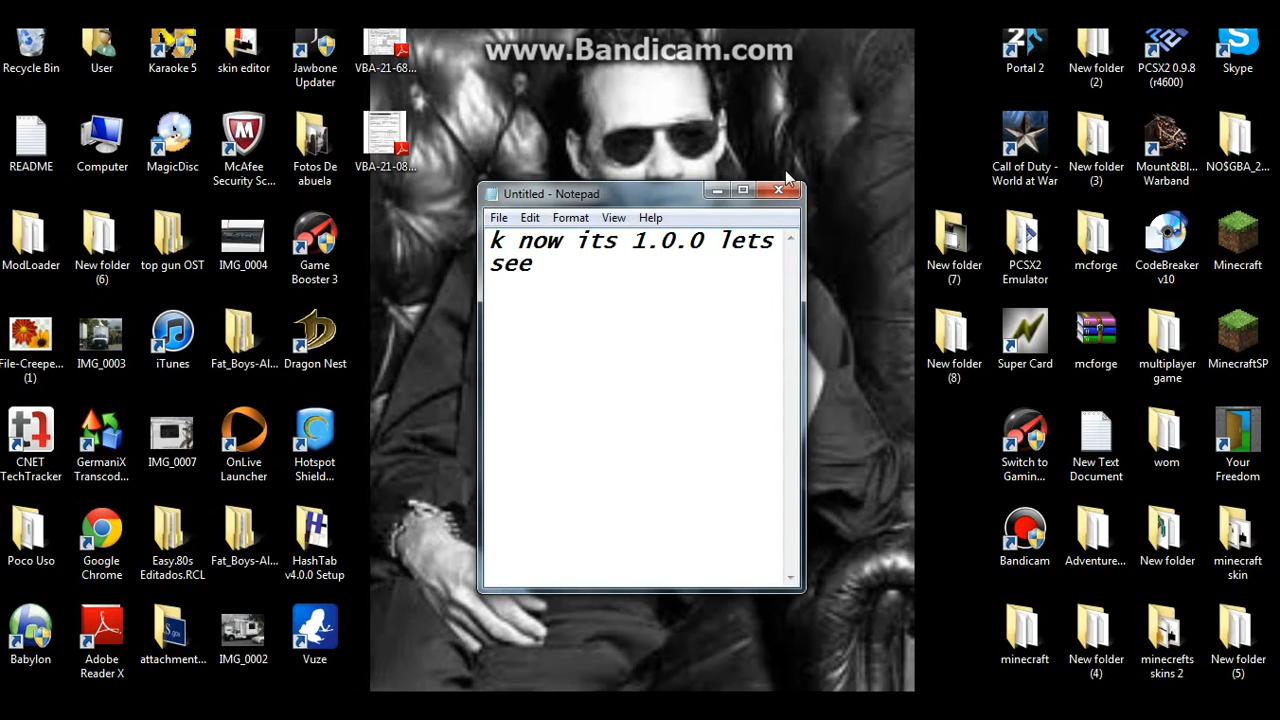 www.Bandicam.com
Recycle Bin
User
Karaoke 5
skin editor
Jawbone
Updater
VBA-21-68...
Portal 2
New folder
(2)
PCSX2 0.9.8
(r4600)
Skype
README
Computer
MagicDisc
McAfee
Security Sc...
Fotos De
abuela
VBA-21-08...
Call of Duty -
World at War
New folder
(3)
Mount&Bl...
Warband
NO$GBA_2...
Untitled - Notepad
File Edit Format View Help
k now its 1.0.0 lets
see
ModLoader
New folder
(6)
top gun OST
IMG_0004
Game
Booster 3
New folder
(7)
PCSX2
Emulator
mcforge
CodeBreaker
v10
Minecraft
File-Creepe...
(1)
IMG_0003
iTunes
Fat_Boys-Al...
Dragon Nest
New folder
(8)
Super Card
mcforge
multiplayer
game
MinecraftSP
CNET
TechTracker
GermaniX
Transcod...
IMG_0007
OnLive
Launcher
Hotspot
Shield...
Switch to
Gamin...
New Text
Document
wom
Your
Freedom
Poco Uso
Google
Chrome
Easy.80s
Editados.RCL
Fat_Boys-Al...
HashTab
v4.0.0 Setup
Bandicam
Adventure...
New folder
minecraft
skin
Babylon
Adobe
Reader X
attachment...
IMG_0002
Vuze
minecraft
New folder
(4)
minecrefts
skins 2
New folder
(5)